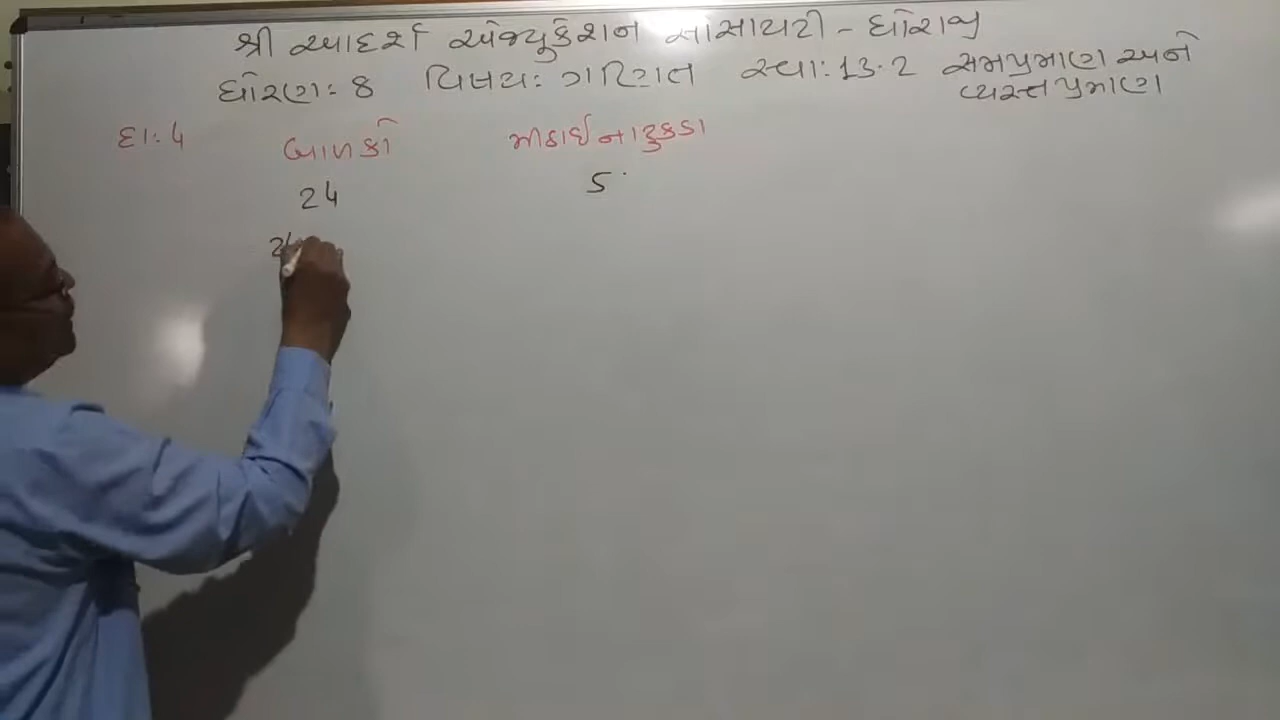 શ્રી આદર્શ એજ્યુકેશન સોસાયટી - ધોરાજી
ધોરણ: 8 વિષય: ગણિત સ્વા: 13.2 સમપ્રમાણ અને વ્યસ્તપ્રમાણ
દા: 4 બાળકો મીઠાઈના ટુકડા
24 5
2